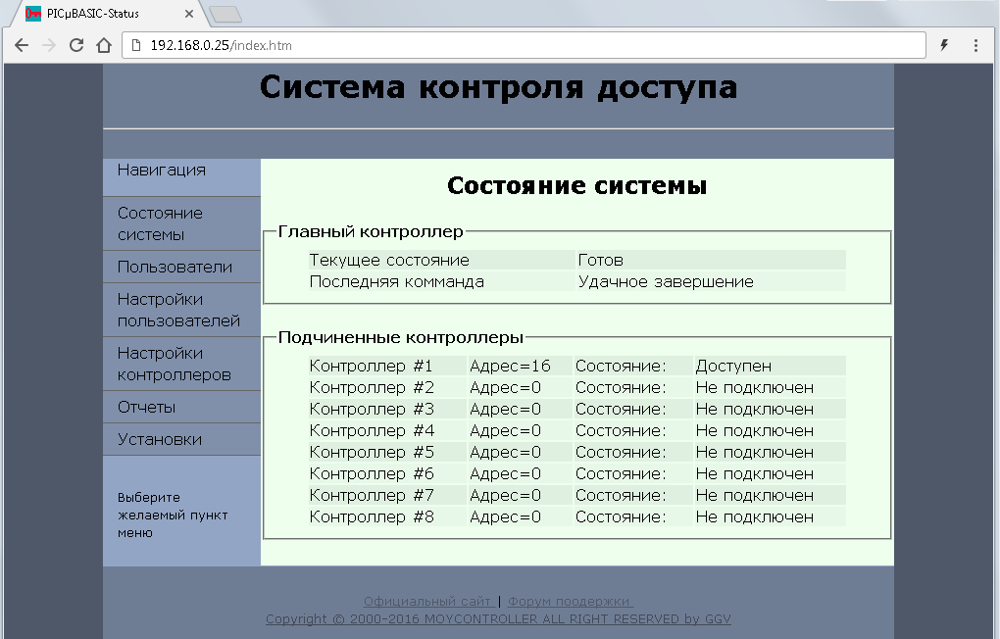 PICµBASIC-Status
192.168.0.25/index.htm
Система контроля доступа
Навигация
Состояние
системы
Пользователи
Настройки
пользователей
Настройки
контроллеров
Отчеты
Установки
Выберите
желаемый пункт
меню
Состояние системы
Главный контроллер
Текущее состояние Готов
Последняя комманда Удачное завершение
Подчиненные контроллеры
Контроллер #1 Адрес=16 Состояние: Доступен
Контроллер #2 Адрес=0 Состояние: Не подключен
Контроллер #3 Адрес=0 Состояние: Не подключен
Контроллер #4 Адрес=0 Состояние: Не подключен
Контроллер #5 Адрес=0 Состояние: Не подключен
Контроллер #6 Адрес=0 Состояние: Не подключен
Контроллер #7 Адрес=0 Состояние: Не подключен
Контроллер #8 Адрес=0 Состояние: Не подключен
Официальный сайт | Форум поодержки
Copyright © 2000-2016 MOYCONTROLLER ALL RIGHT RESERVED by GGV